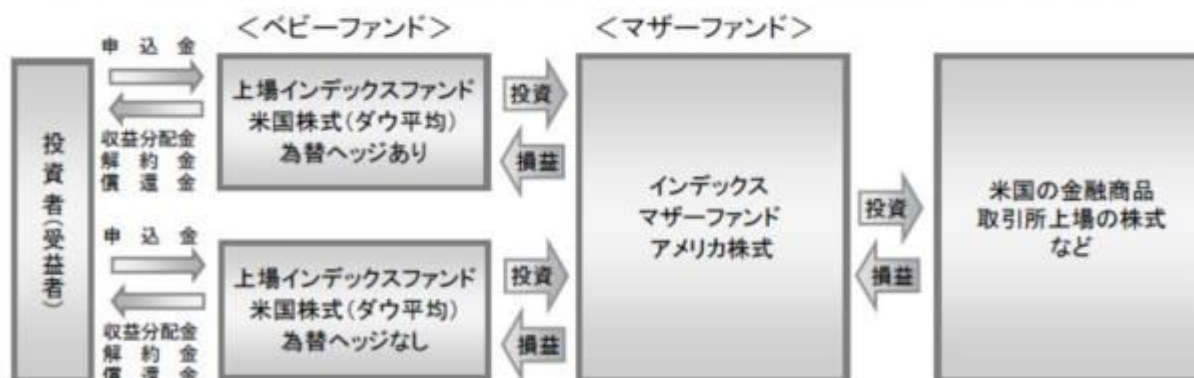 <ベビーファンド>
<マザーファンド>
投資者(受益者)
申込金
収益分配金
解約金
償還金
上場インデックスファンド
米国株式(ダウ平均)
為替ヘッジあり
投資
損益
申込金
収益分配金
解約金
償還金
上場インデックスファンド
米国株式(ダウ平均)
為替ヘッジなし
投資
損益
インデックス
マザーファンド
アメリカ株式
投資
損益
米国の金融商品
取引所上場の株式
など